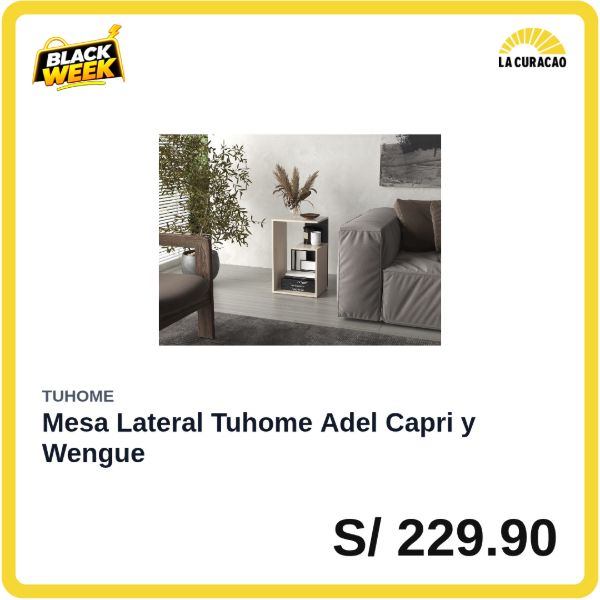 BLACK
WEEK
LA CURACAO
TUHOME
Mesa Lateral Tuhome Adel Capri y
Wengue
S/ 229.90